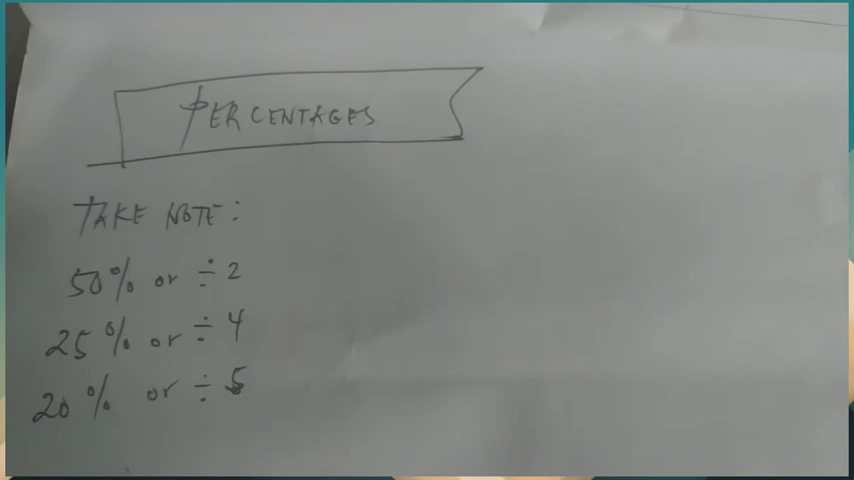 PERCENTAGES
TAKE NOTE:
50% or ÷ 2
25% or ÷ 4
20% or ÷ 5